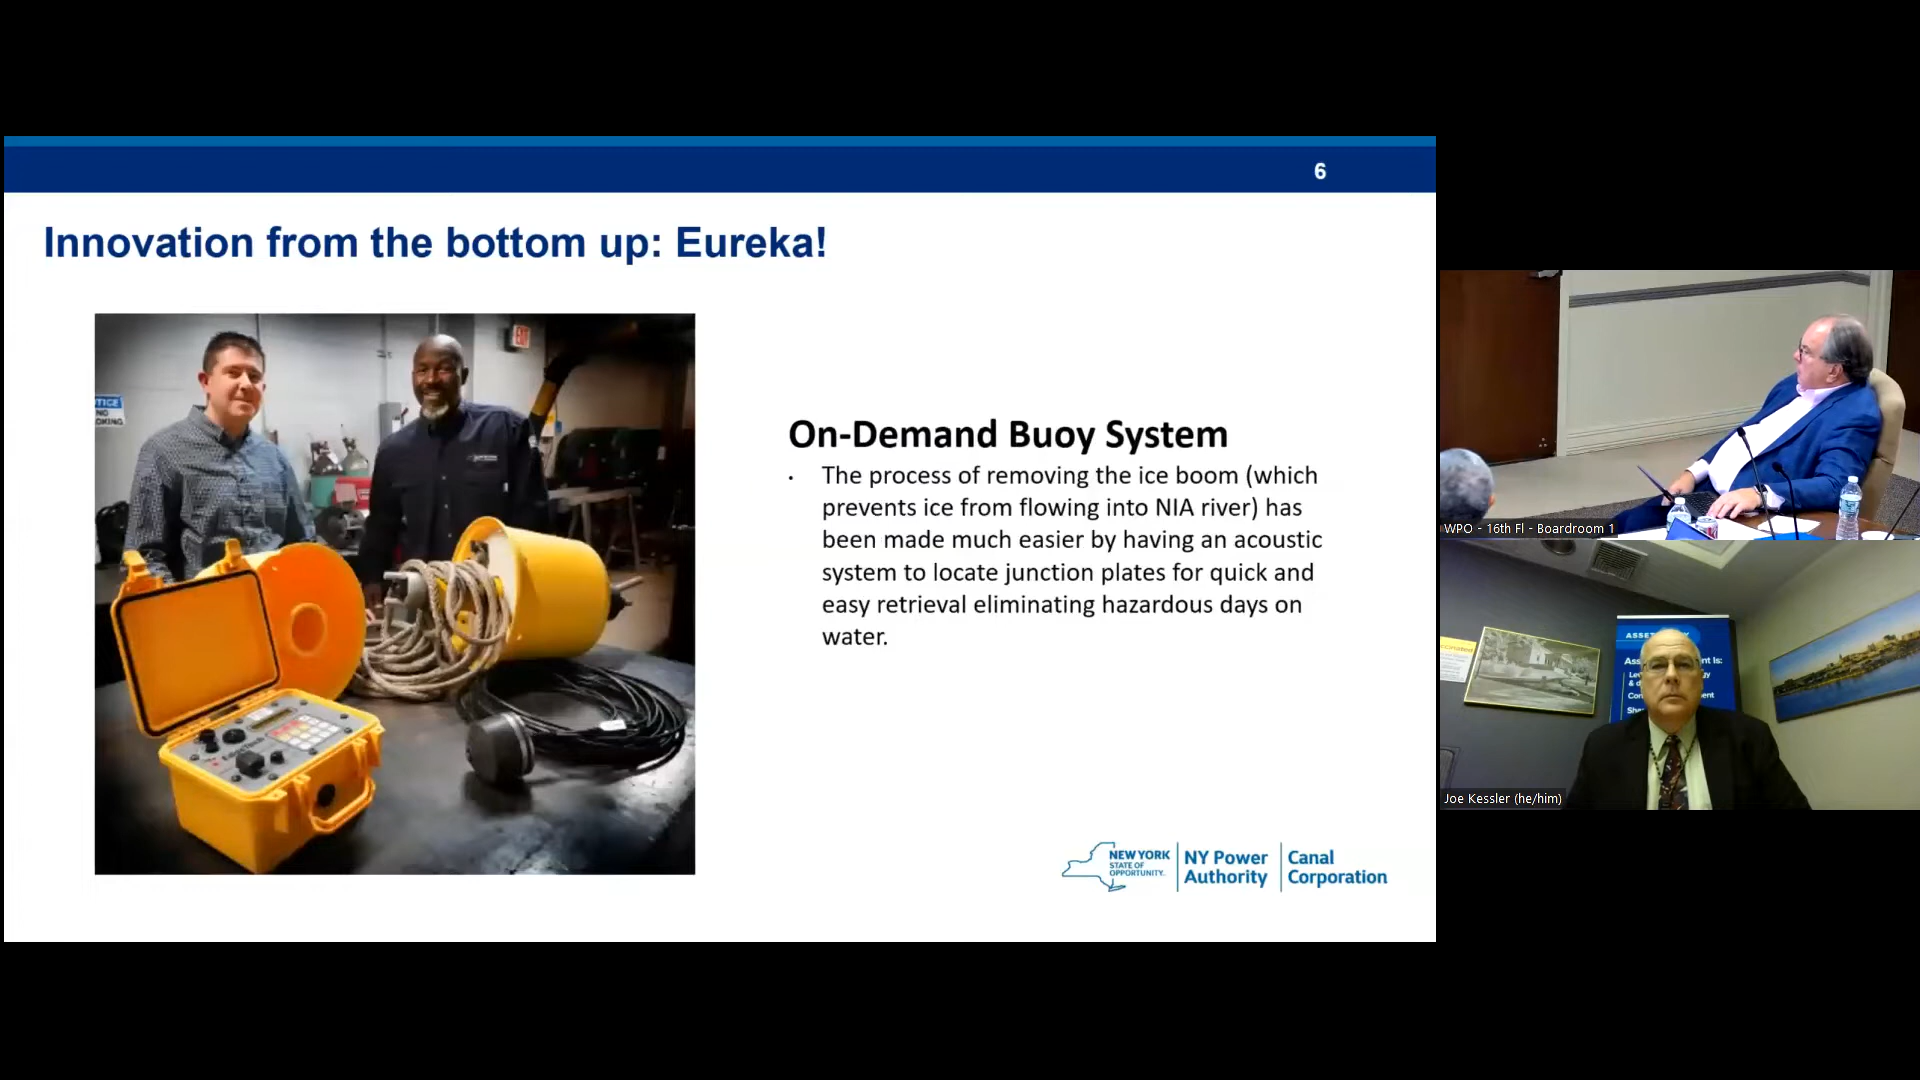 6
Innovation from the bottom up: Eureka!
EXIT
NOTICE
NO
On-Demand Buoy System
• The process of removing the ice boom (which
prevents ice from flowing into NIA river) has
been made much easier by having an acoustic
system to locate junction plates for quick and
easy retrieval eliminating hazardous days on
water.
NEW YORK
STATE OF
OPPORTUNITY.
NY Power
Authority
Canal
Corporation
WPO - 16th Fl - Boardroom 1
Joe Kessler (he/him)